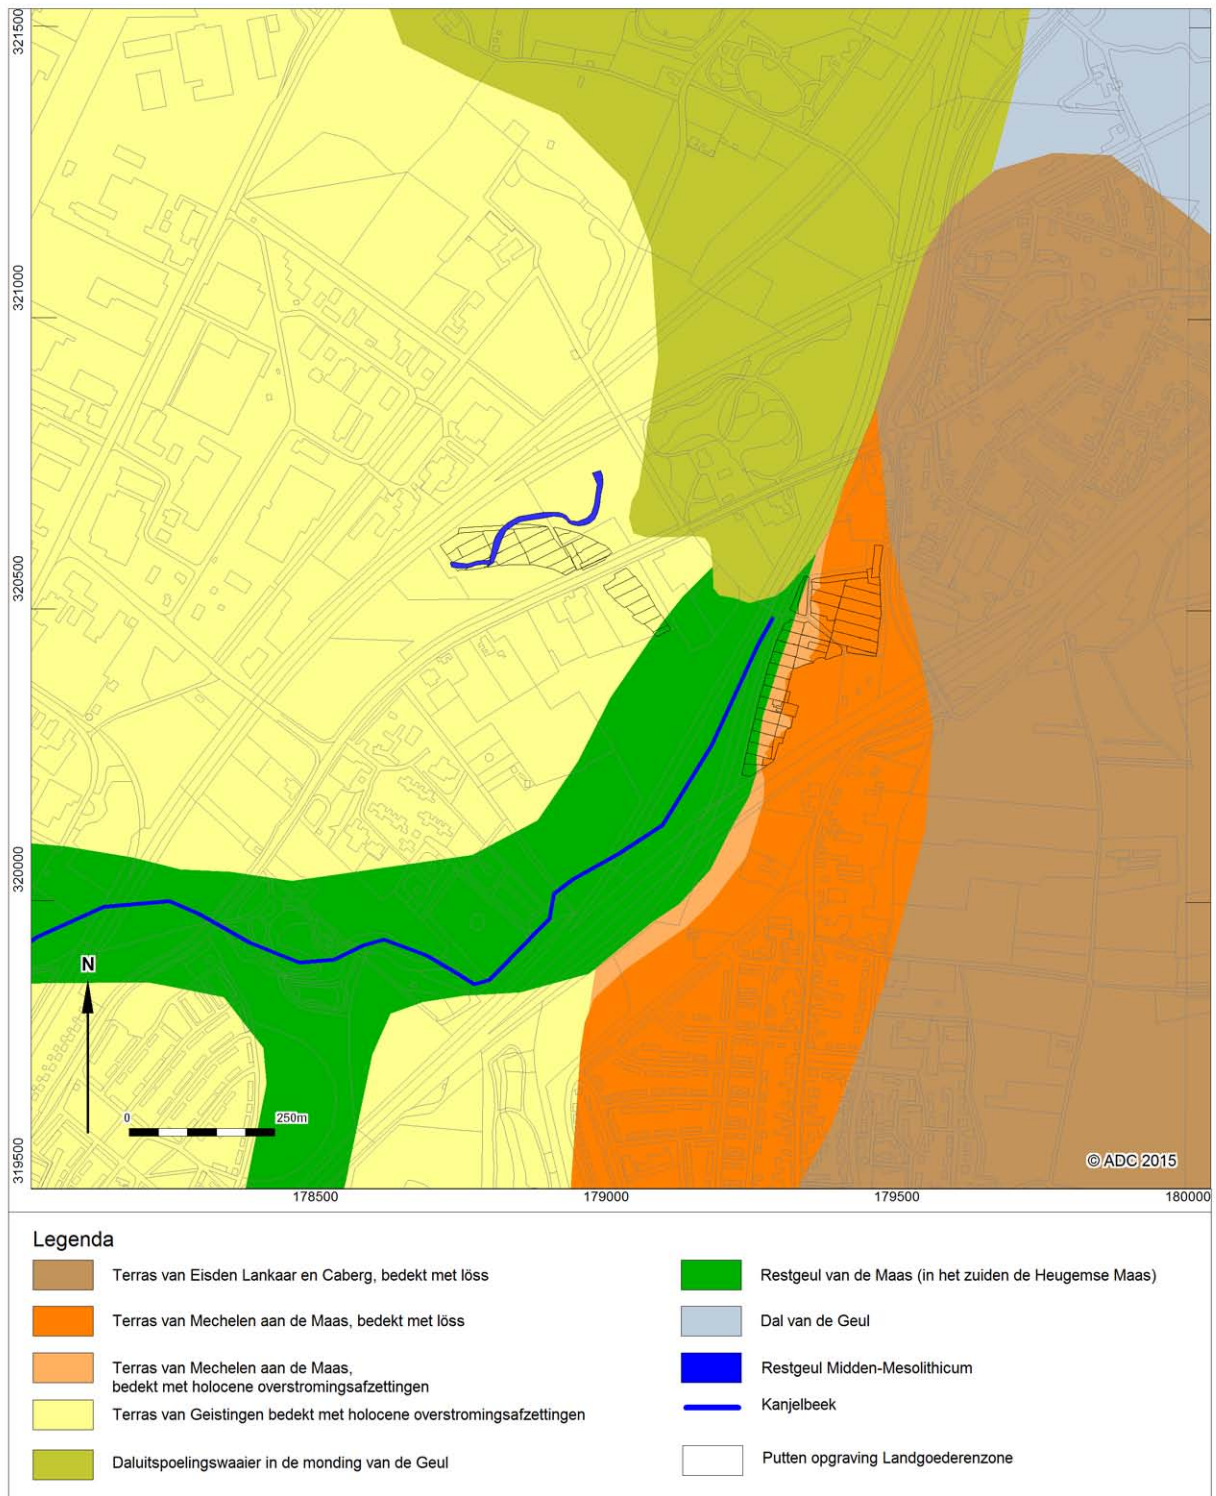 321500
321000
320500
320000
319500
N
0
250m
© ADC 2015
178500
179000
179500
180000
Legenda
Terras van Eisden Lankaar en Caberg, bedekt met löss
Terras van Mechelen aan de Maas, bedekt met löss
Terras van Mechelen aan de Maas,
bedekt met holocene overstromingsafzettingen
Terras van Geistingen bedekt met holocene overstromingsafzettingen
Daluitspoelingswaaier in de monding van de Geul
Restgeul van de Maas (in het zuiden de Heugemse Maas)
Dal van de Geul
Restgeul Midden-Mesolithicum
Kanjelbeek
Putten opgraving Landgoederenzone